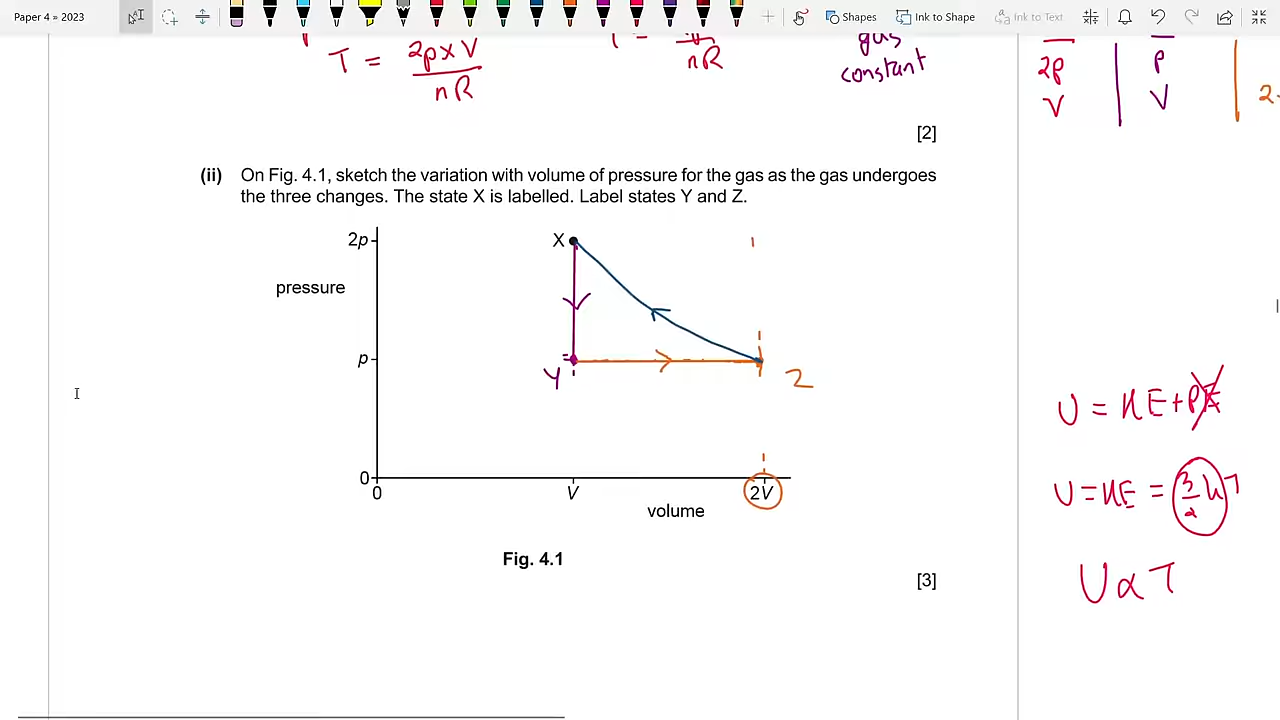 Paper 4 » 2023
Shapes
Ink to Shape
Ink to Text
T = 2p x V
nR
nR
gas
constant
2p
V
p
V
[2]
(ii) On Fig. 4.1, sketch the variation with volume of pressure for the gas as the gas undergoes
the three changes. The state X is labelled. Label states Y and Z.
2p
X
pressure
p
Y
Z
0
0
V
2V
volume
Fig. 4.1
[3]
U = KE + PE
U = KE = 3/2 kT
U ∝ T